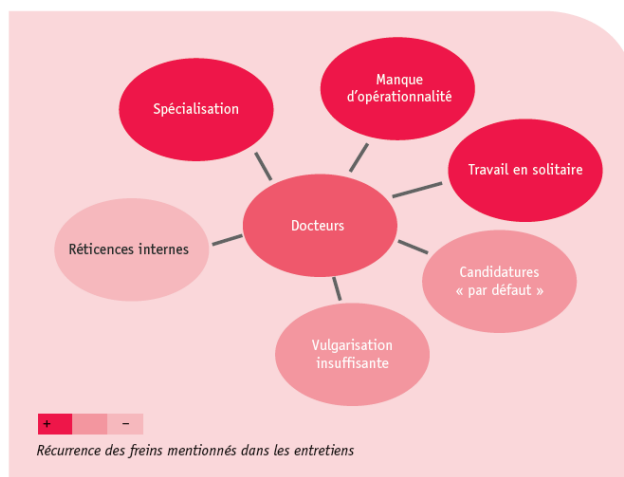 Manque
d'opérationnalité
Spécialisation
Travail en solitaire
Docteurs
Réticences internes
Candidatures
« par défaut »
Vulgarisation
insuffisante
+ –
Récurrence des freins mentionnés dans les entretiens